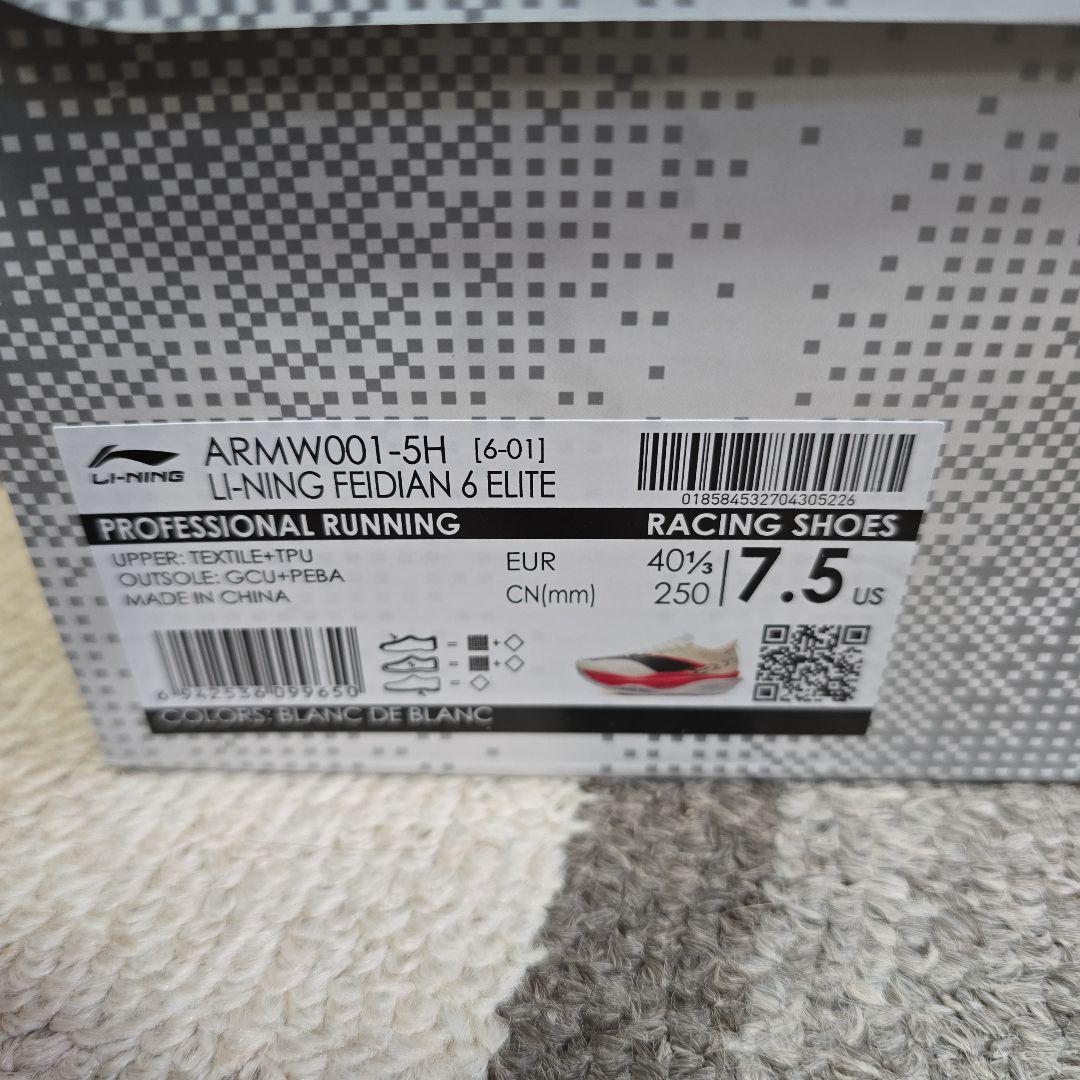 LI-NING
ARMW001-5H [6-01]
LI-NING FEIDIAN 6 ELITE
018584532704305226
PROFESSIONAL RUNNING RACING SHOES
UPPER: TEXTILE+TPU
OUTSOLE: GCU+PEBA
MADE IN CHINA
EUR 40⅓
CN(mm) 250
7.5 US
6 942536 099650
COLORS: BLANC DE BLANC